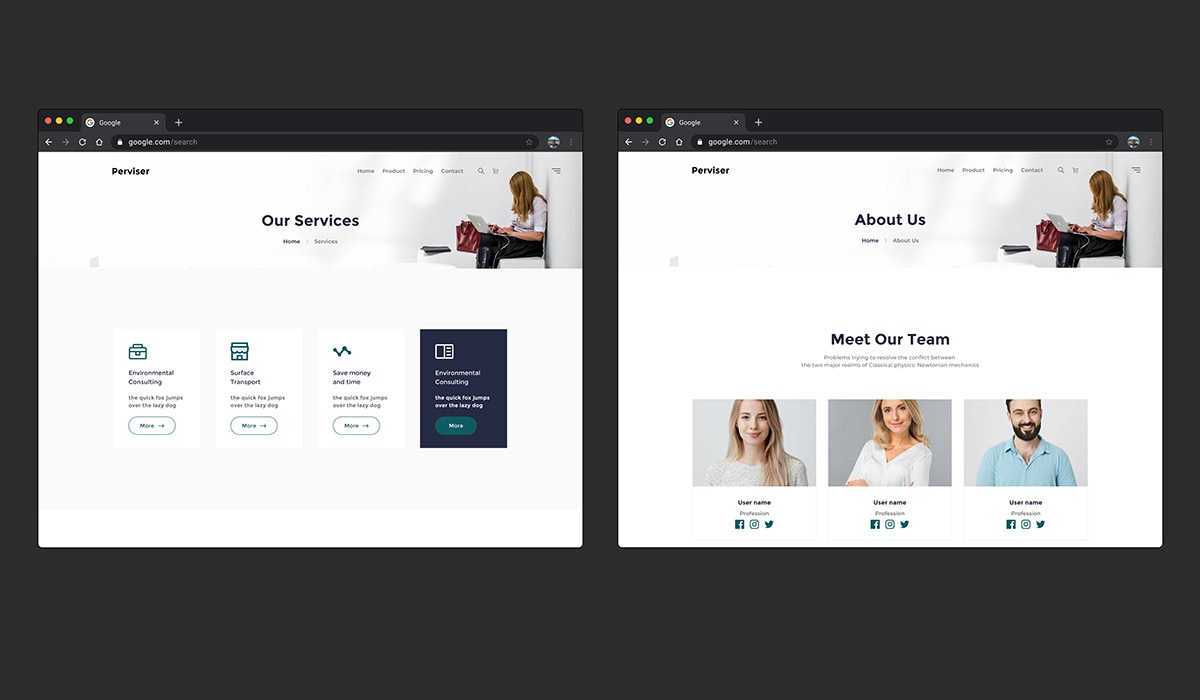 Google
google.com/search
Perviser
Home Product Pricing Contact
Our Services
Home Services
Environmental
Consulting
the quick fox jumps
over the lazy dog
More
Surface
Transport
the quick fox jumps
over the lazy dog
More
Save money
and time
the quick fox jumps
over the lazy dog
More
Environmental
Consulting
the quick fox jumps
over the lazy dog
More
Google
google.com/search
Perviser
Home Product Pricing Contact
About Us
Home About Us
Meet Our Team
Problems trying to resolve the conflict between
the two major realms of Classical physics: Newtonian mechanics
User name
Profession
User name
Profession
User name
Profession